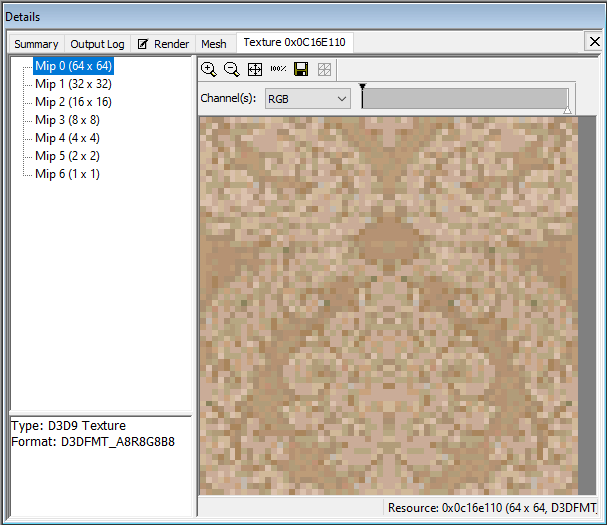 Details
Summary Output Log Render Mesh Texture 0x0C16E110
Mip 0 (64 x 64)
Mip 1 (32 x 32)
Mip 2 (16 x 16)
Mip 3 (8 x 8)
Mip 4 (4 x 4)
Mip 5 (2 x 2)
Mip 6 (1 x 1)
100%
Channel(s): RGB
Type: D3D9 Texture
Format: D3DFMT_A8R8G8B8
Resource: 0x0c16e110 (64 x 64, D3DFMT